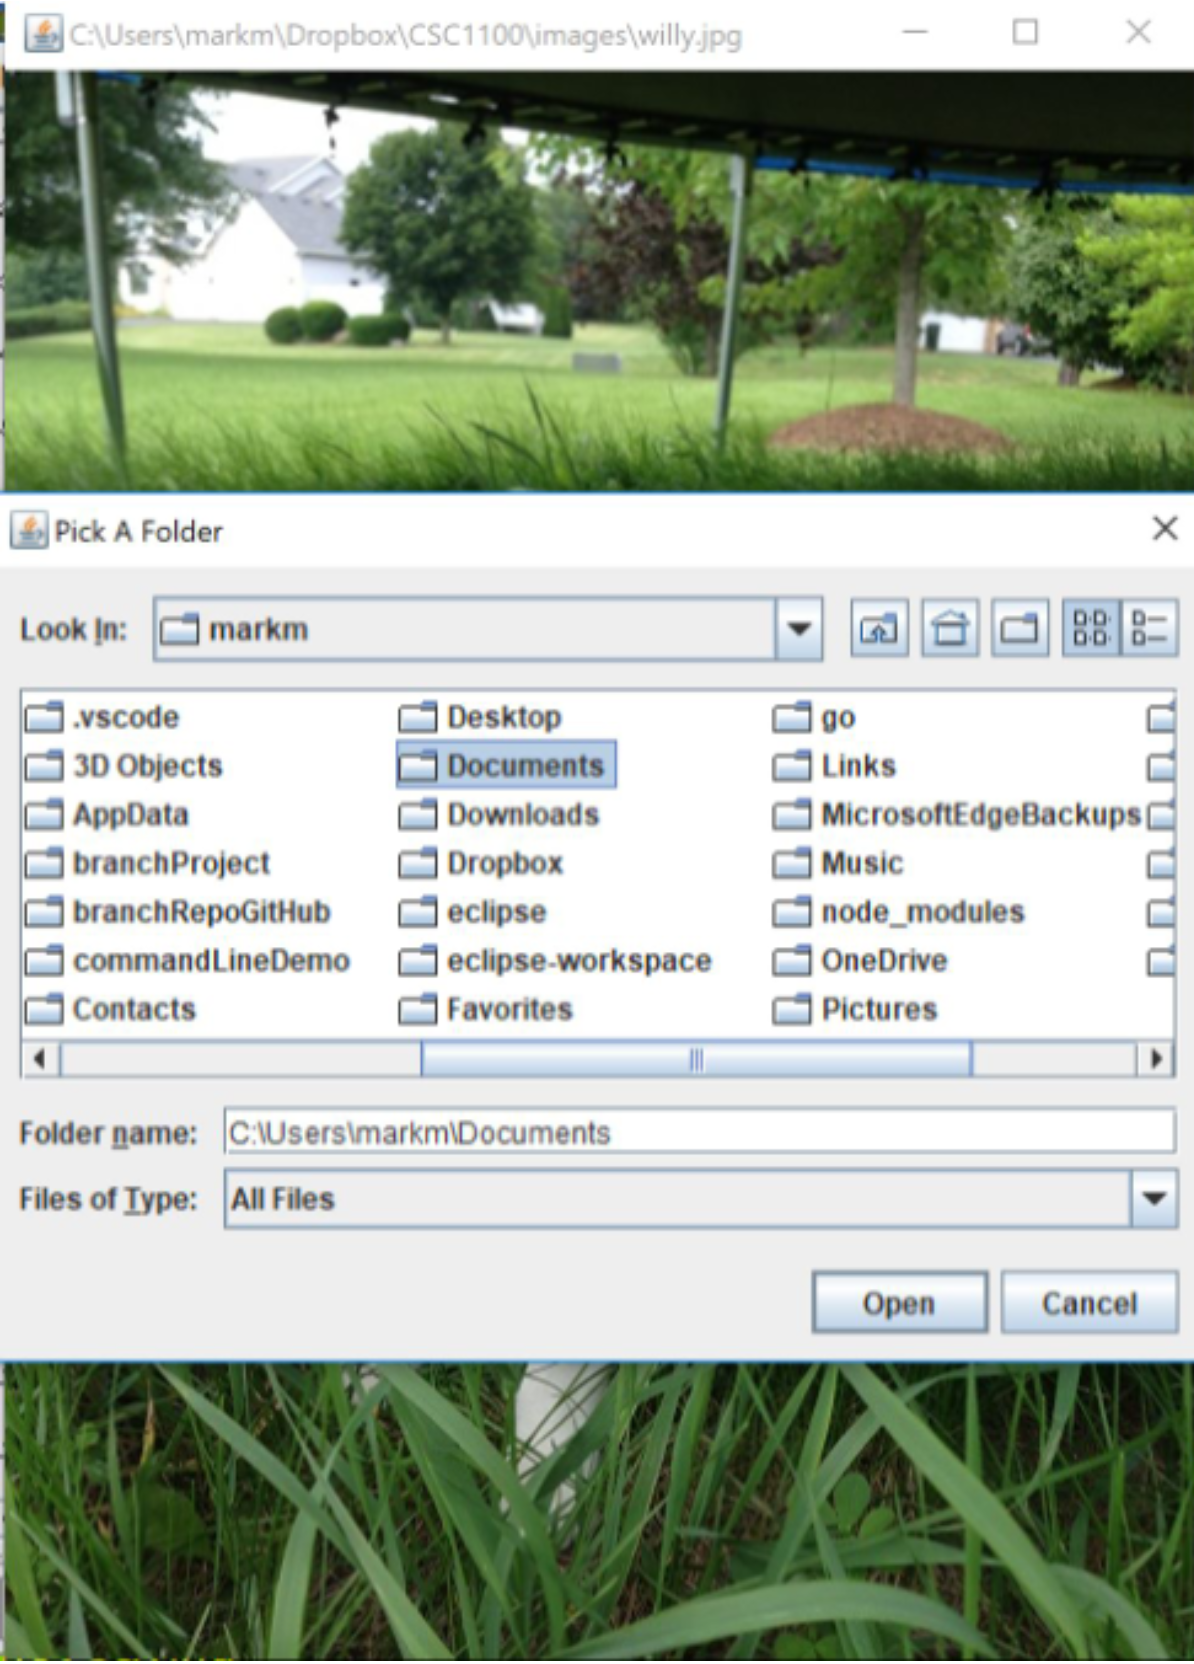 C:\Users\markm\Dropbox\CSC1100\images\willy.jpg
Pick A Folder
Look In: markm
.vscode Desktop go
3D Objects Documents Links
AppData Downloads MicrosoftEdgeBackups
branchProject Dropbox Music
branchRepoGitHub eclipse node_modules
commandLineDemo eclipse-workspace OneDrive
Contacts Favorites Pictures
Folder name: C:\Users\markm\Documents
Files of Type: All Files
Open Cancel